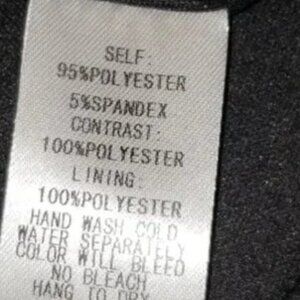 SELF:
95%POLYESTER
5%SPANDEX
CONTRAST:
100%POLYESTER
LINING:
100%POLYESTER
HAND WASH COLD
WATER SEPARATELY
COLOR WILL BLEED
NO BLEACH
HANG TO DRY